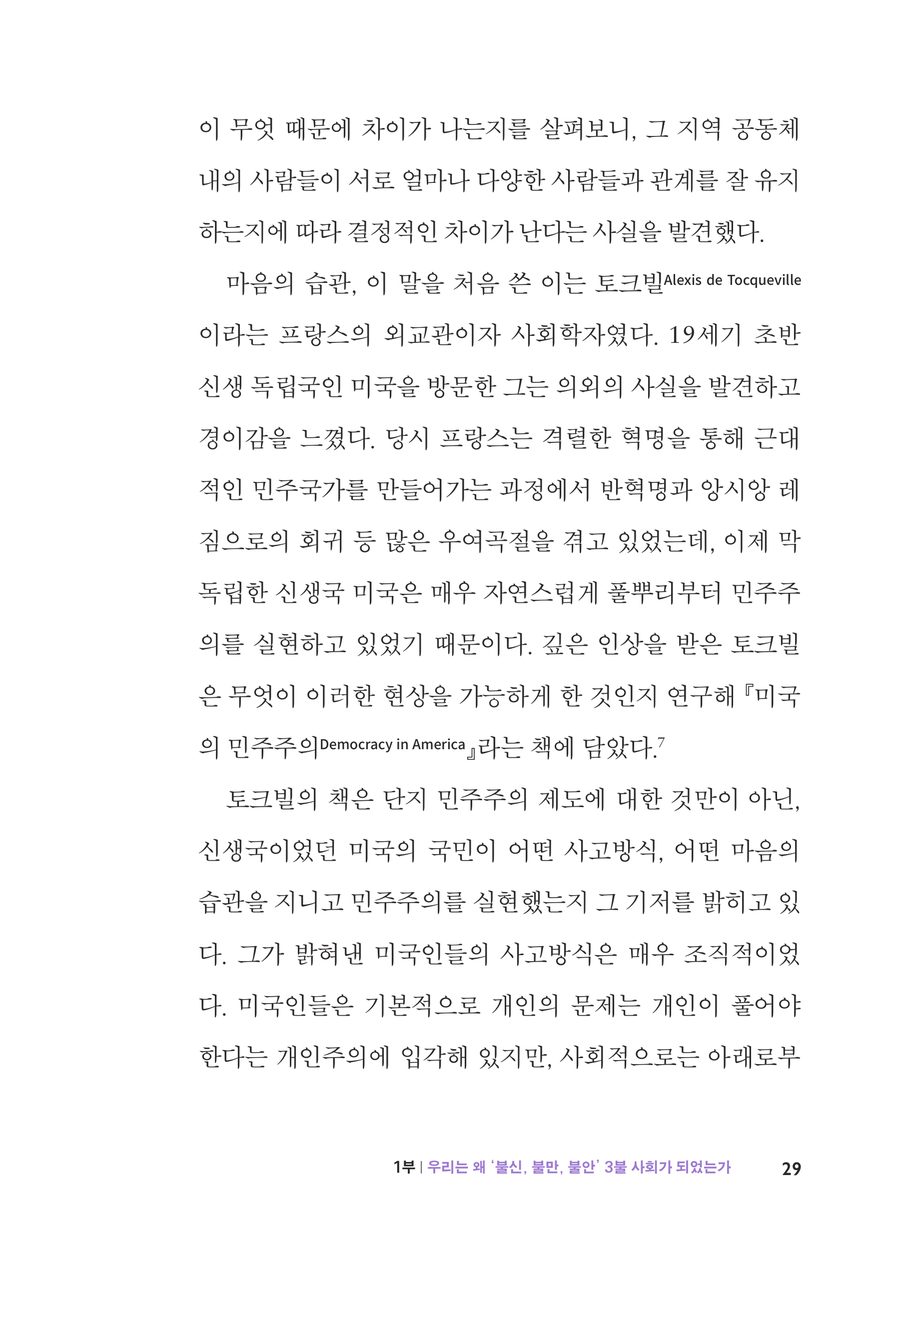 이 무엇 때문에 차이가 나는지를 살펴보니, 그 지역 공동체
내의 사람들이 서로 얼마나 다양한 사람들과 관계를 잘 유지
하는지에 따라 결정적인 차이가 난다는 사실을 발견했다.
마음의 습관, 이 말을 처음 쓴 이는 토크빌Alexis de Tocqueville
이라는 프랑스의 외교관이자 사회학자였다. 19세기 초반
신생 독립국인 미국을 방문한 그는 의외의 사실을 발견하고
경이감을 느꼈다. 당시 프랑스는 격렬한 혁명을 통해 근대
적인 민주국가를 만들어가는 과정에서 반혁명과 앙시앙 레
짐으로의 회귀 등 많은 우여곡절을 겪고 있었는데, 이제 막
독립한 신생국 미국은 매우 자연스럽게 풀뿌리부터 민주주
의를 실현하고 있었기 때문이다. 깊은 인상을 받은 토크빌
은 무엇이 이러한 현상을 가능하게 한 것인지 연구해 『미국
의 민주주의Democracy in America』라는 책에 담았다.7
토크빌의 책은 단지 민주주의 제도에 대한 것만이 아닌,
신생국이었던 미국의 국민이 어떤 사고방식, 어떤 마음의
습관을 지니고 민주주의를 실현했는지 그 기저를 밝히고 있
다. 그가 밝혀낸 미국인들의 사고방식은 매우 조직적이었
다. 미국인들은 기본적으로 개인의 문제는 개인이 풀어야
한다는 개인주의에 입각해 있지만, 사회적으로는 아래로부
1부 | 우리는 왜 ‘불신, 불만, 불안’ 3불 사회가 되었는가 29